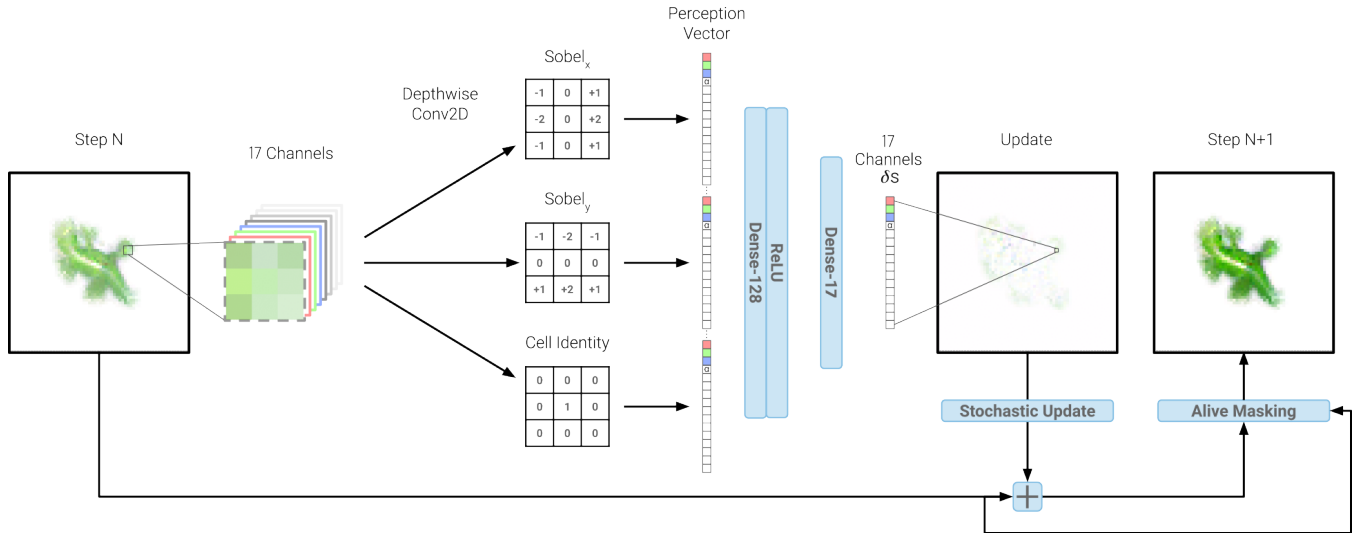 Perception
Vector
Sobelx
Depthwise
Conv2D
-1 0 +1
-2 0 +2
-1 0 +1
α
Step N
17 Channels
Sobely
-1 -2 -1
0 0 0
+1 +2 +1
α
Cell Identity
0 0 0
0 1 0
0 0 0
α
Dense-128
ReLU
Dense-17
17
Channels
δs
α
Update
Step N+1
Stochastic Update
Alive Masking
+